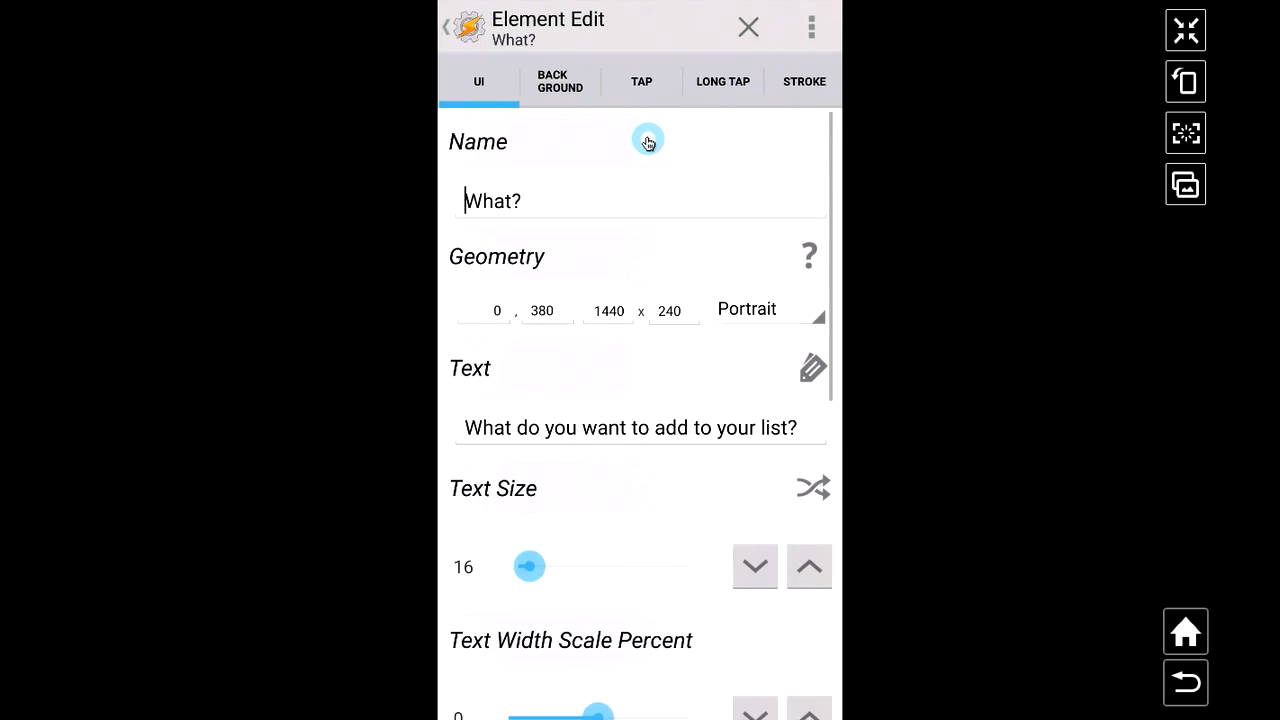 Element Edit
What?
UI
BACK
GROUND
TAP
LONG TAP
STROKE
Name
What?
Geometry
?
0 , 380 1440 x 240 Portrait
Text
What do you want to add to your list?
Text Size
16
Text Width Scale Percent
0